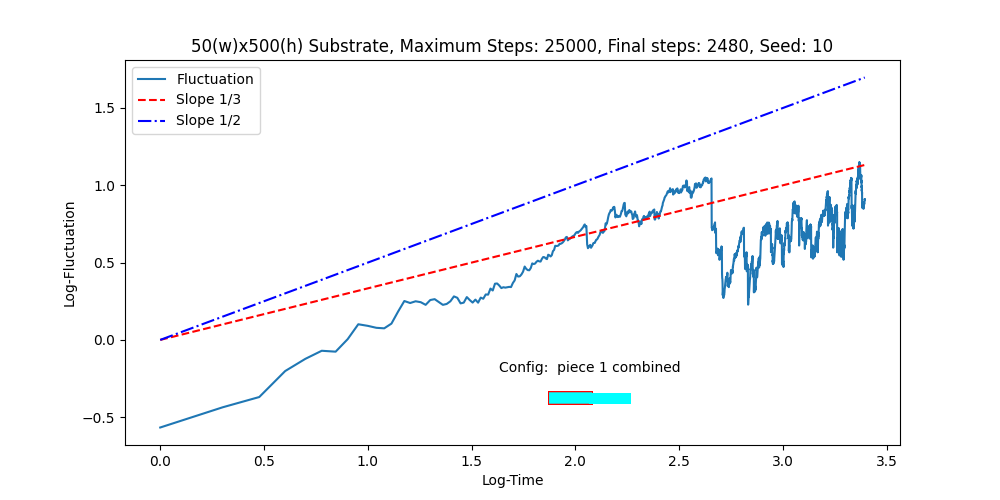 50(w)x500(h) Substrate, Maximum Steps: 25000, Final steps: 2480, Seed: 10
Fluctuation
Slope 1/3
Slope 1/2
Log-Fluctuation
1.5
1.0
0.5
0.0
−0.5
Config:  piece 1 combined
0.0 0.5 1.0 1.5 2.0 2.5 3.0 3.5
Log-Time